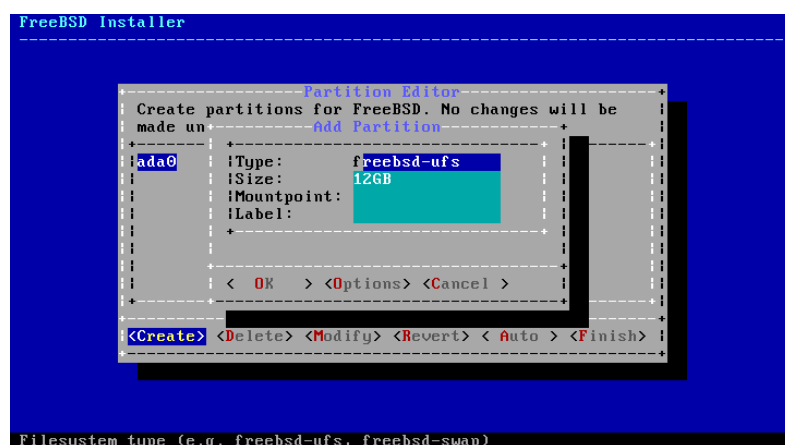 FreeBSD Installer
Partition Editor
Create partitions for FreeBSD. No changes will be
made un
Add Partition
ada0
Type: freebsd-ufs
Size: 12GB
Mountpoint:
Label:
< OK > <Options> <Cancel >
<Create> <Delete> <Modify> <Revert> < Auto > <Finish>
Filesystem type (e.g. freebsd-ufs, freebsd-swap)